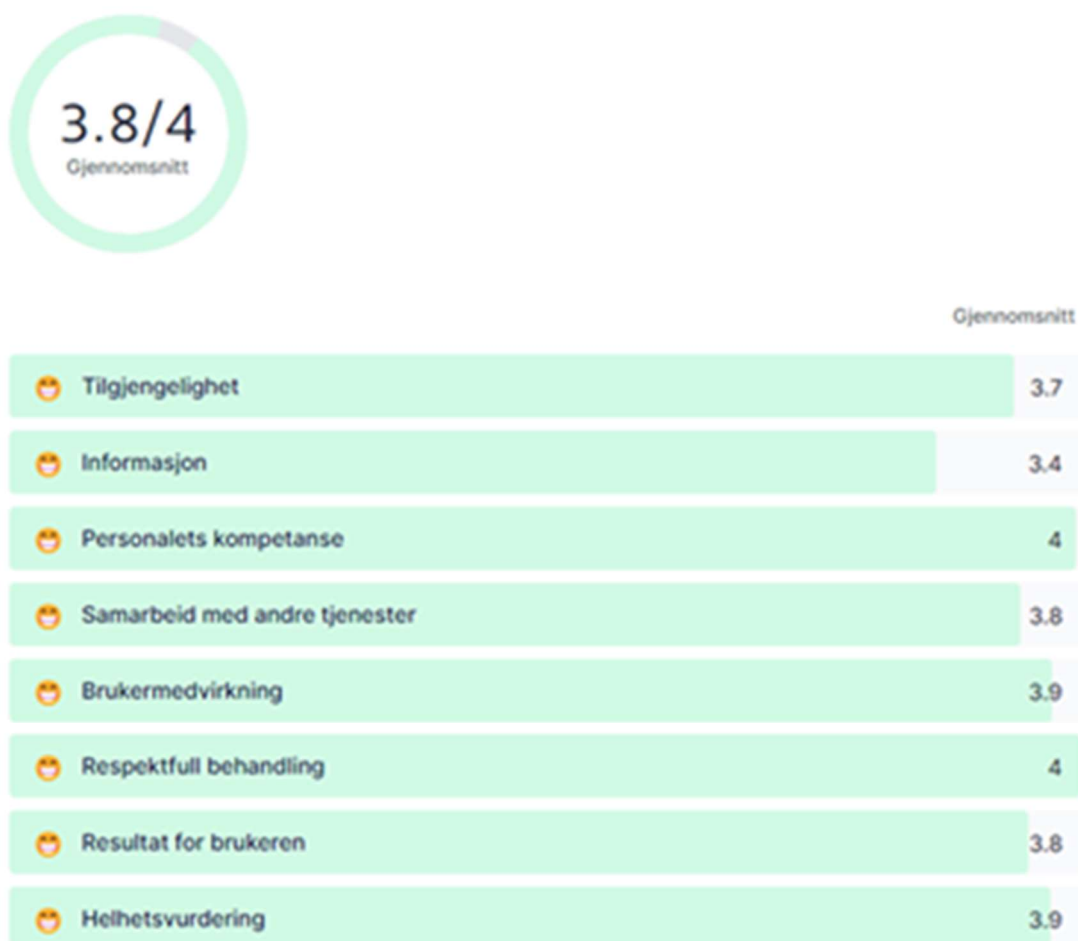 3.8/4
Gjennomsnitt
Gjennomsnitt
Tilgjengelighet 3.7
Informasjon 3.4
Personalets kompetanse 4
Samarbeid med andre tjenester 3.8
Brukermedvirkning 3.9
Respektfull behandling 4
Resultat for brukeren 3.8
Helhetsvurdering 3.9